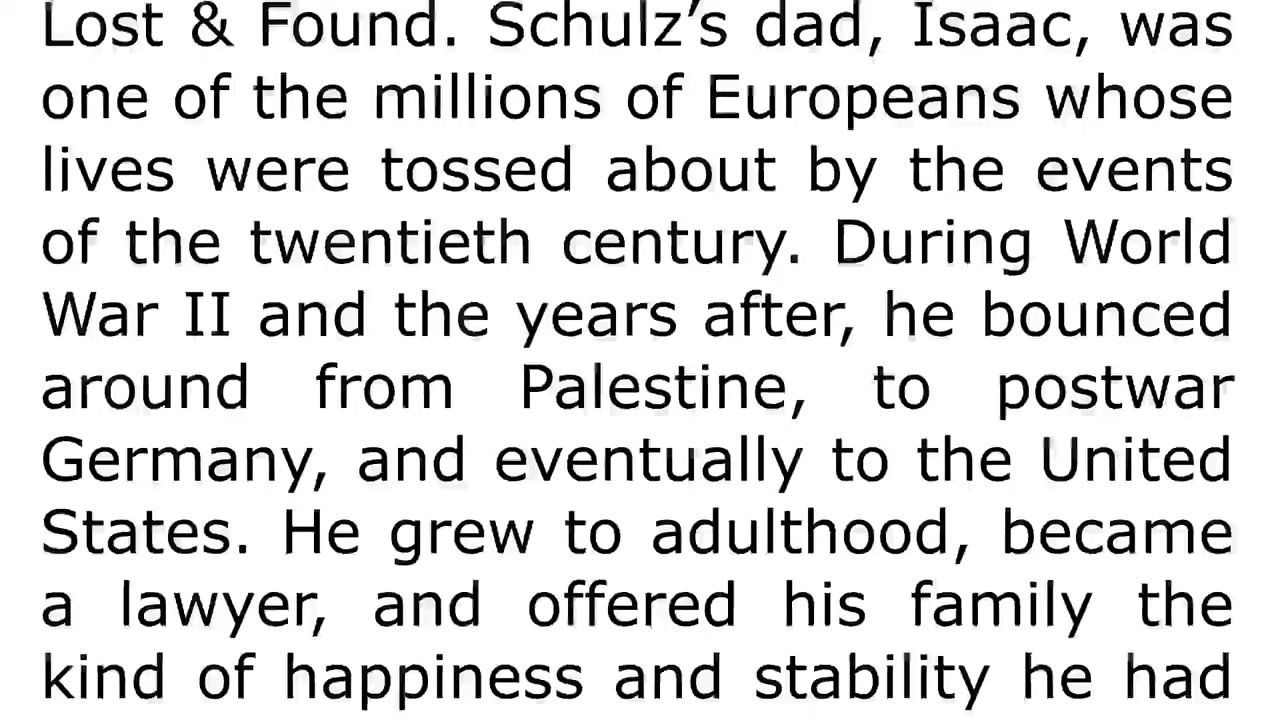 Lost & Found. Schulz’s dad, Isaac, was
one of the millions of Europeans whose
lives were tossed about by the events
of the twentieth century. During World
War II and the years after, he bounced
around from Palestine, to postwar
Germany, and eventually to the United
States. He grew to adulthood, became
a lawyer, and offered his family the
kind of happiness and stability he had